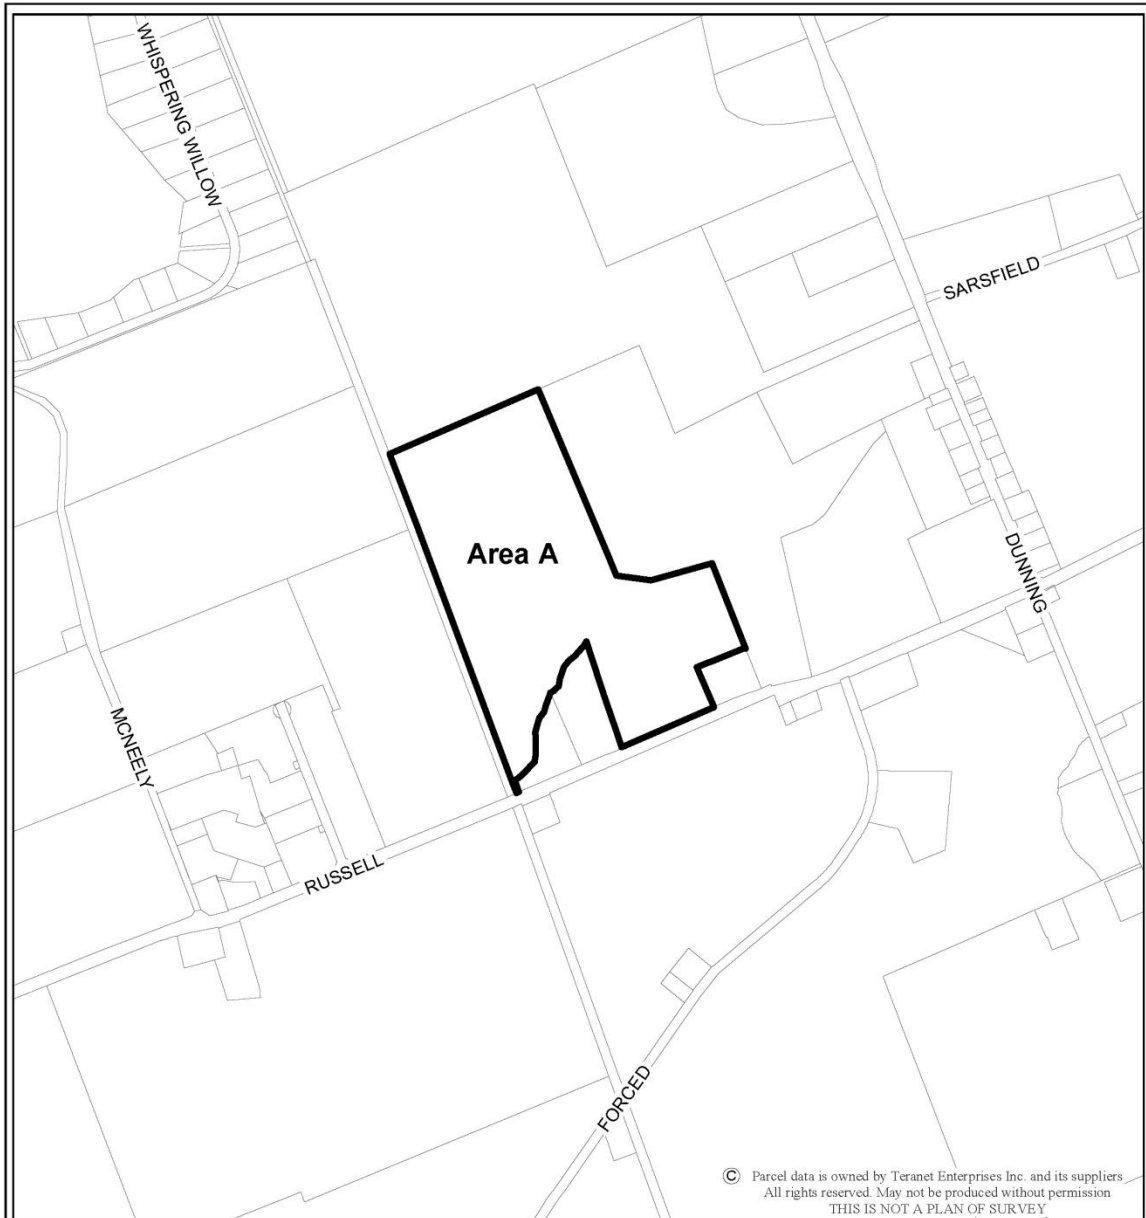 WHISPERING WILLOW
SARSFIELD
Area A
DUNNING
MCNEELY
RUSSELL
FORCED
© Parcel data is owned by Teranet Enterprises Inc. and its suppliers
All rights reserved. May not be produced without permission
THIS IS NOT A PLAN OF SURVEY